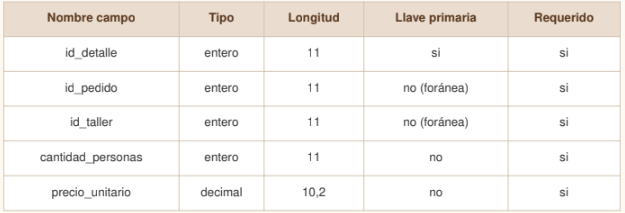 Nombre campo Tipo Longitud Llave primaria Requerido
id_detalle entero 11 si si
id_pedido entero 11 no (foránea) si
id_taller entero 11 no (foránea) si
cantidad_personas entero 11 no si
precio_unitario decimal 10,2 no si